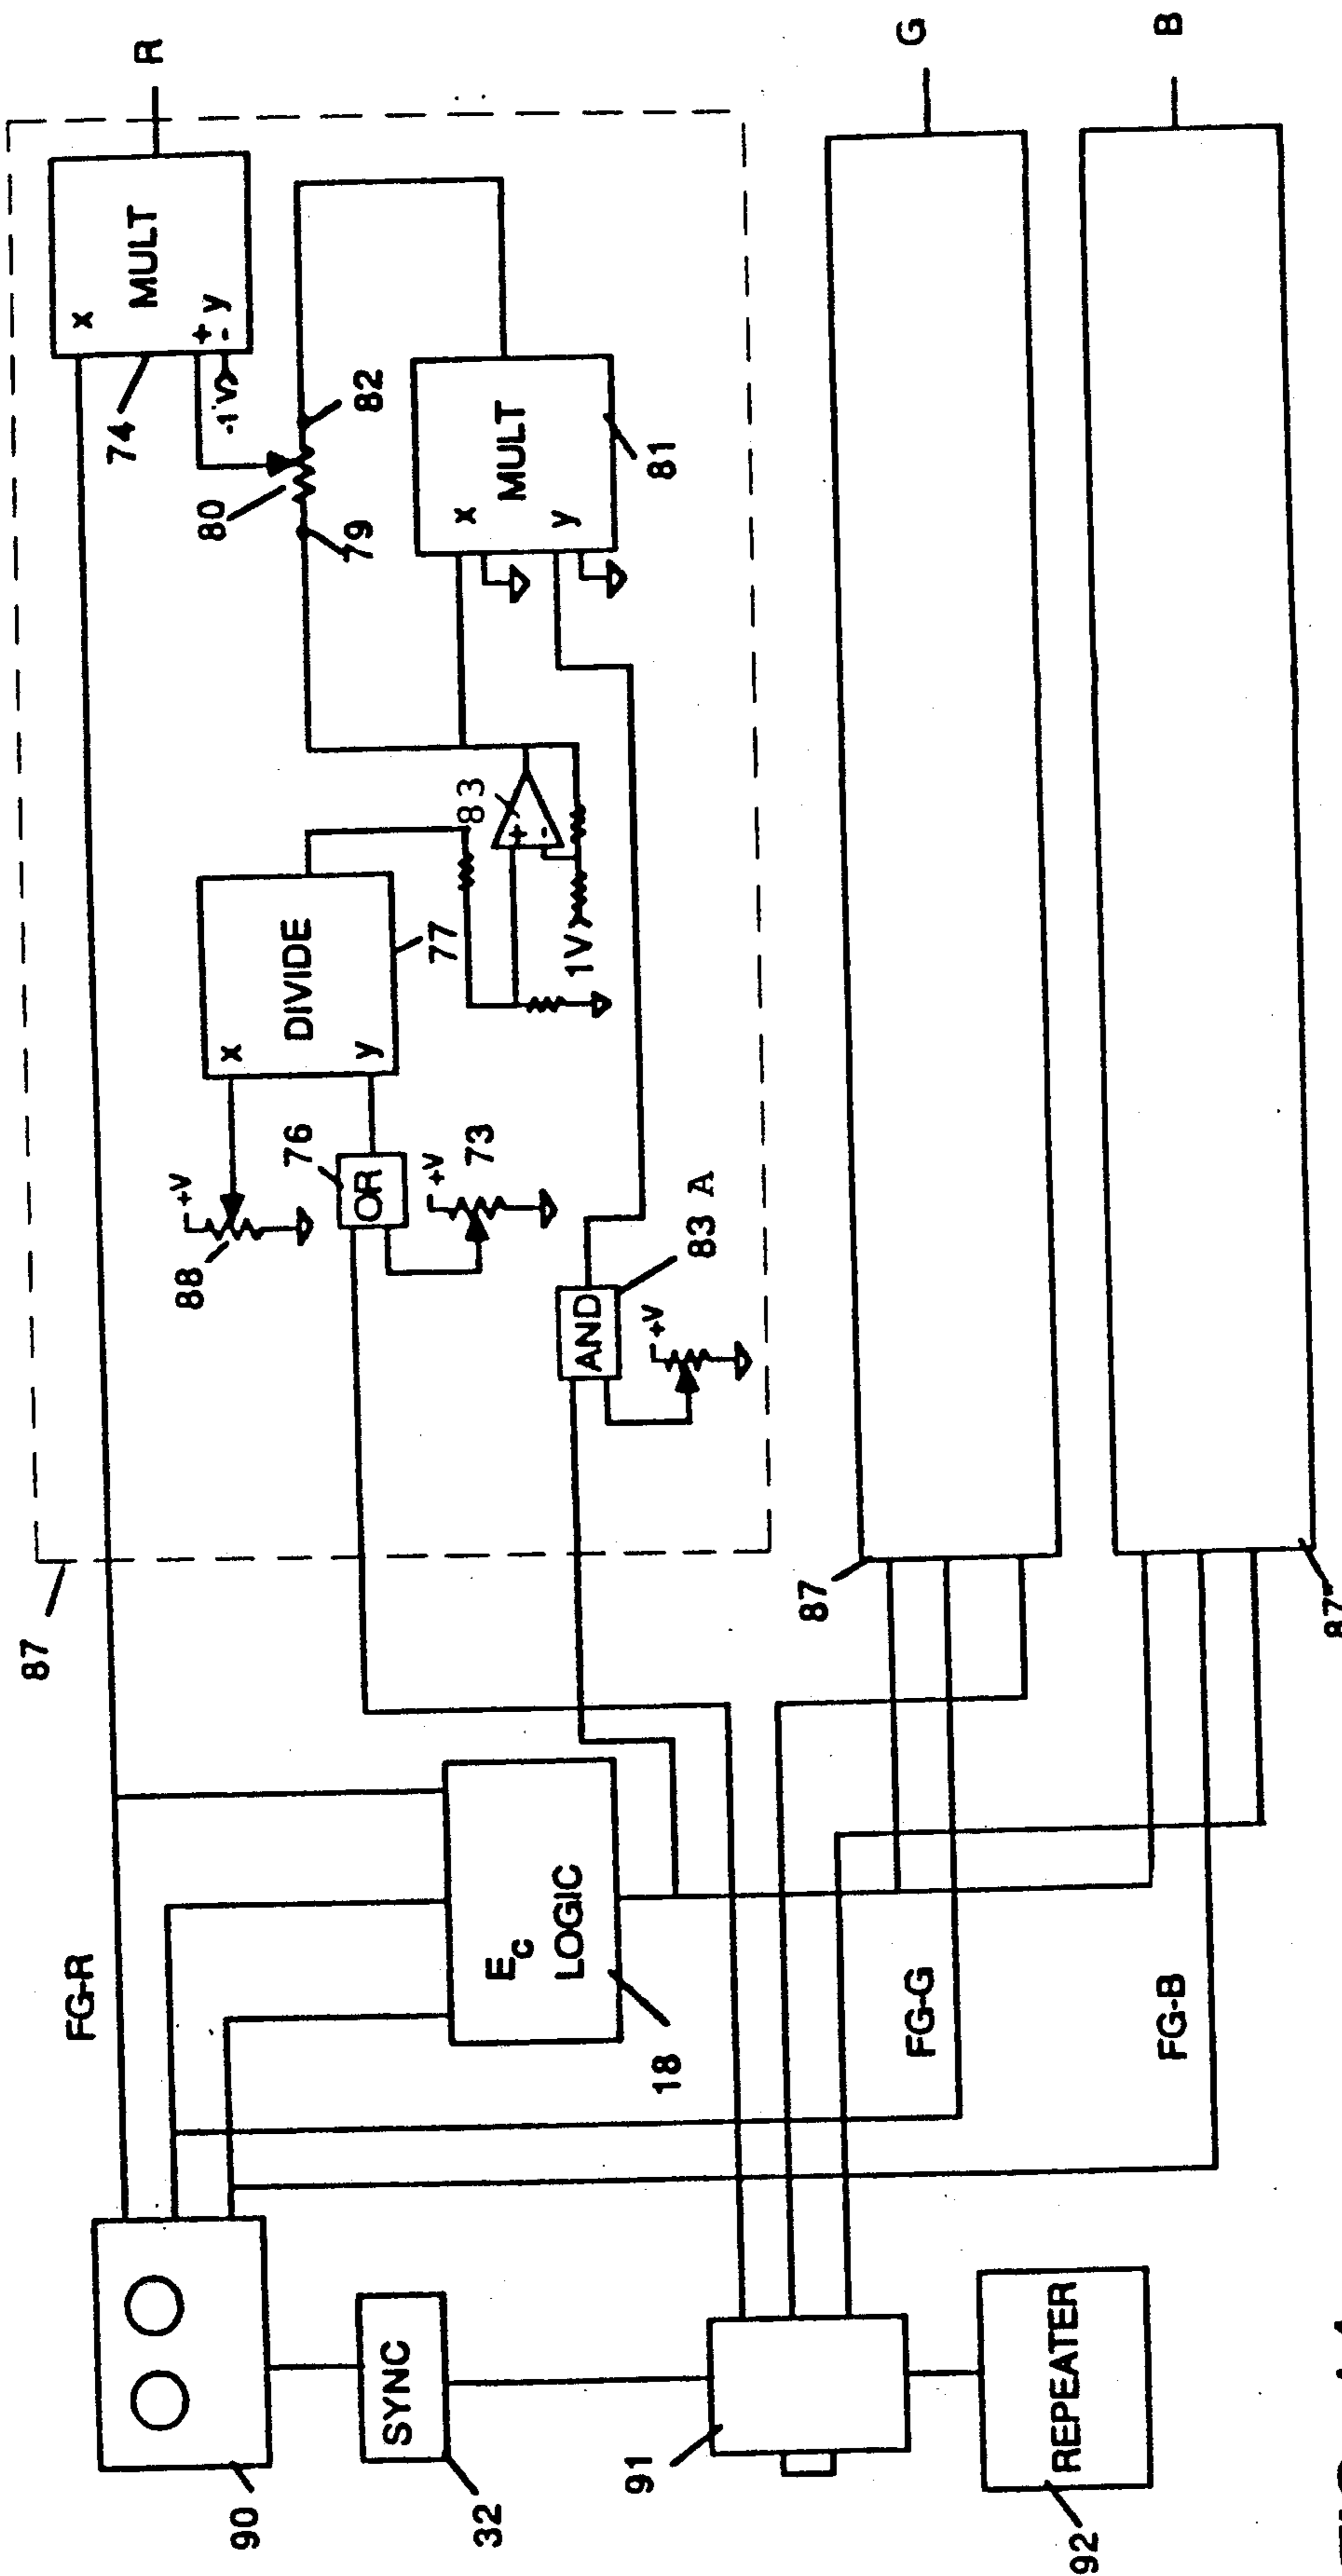 R
x
MULT
+
- y
74
-1V
82
80
79
x
MULT
y
81
83
+
-
1V
DIVIDE
x
y
77
+V
88
76
OR
+V
73
AND
83 A
+V
87
G
87
B
87
FG-R
Ec
LOGIC
18
FG-G
FG-B
90
SYNC
32
91
REPEATER
92